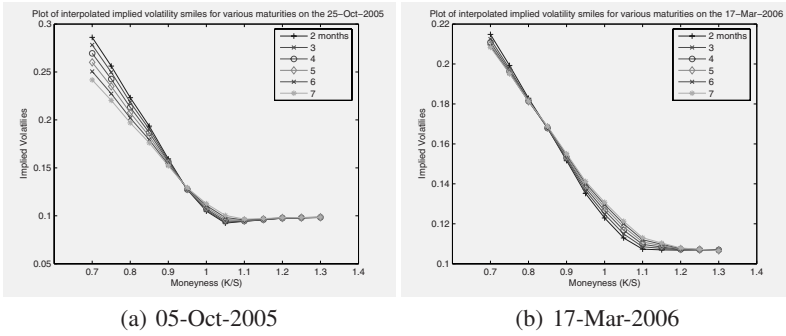 Plot of interpolated implied volatility smiles for various maturities on the 25-Oct-2005
0.3
0.25
0.2
0.15
0.1
0.05
Implied Volatilies
0.7 0.8 0.9 1 1.1 1.2 1.3 1.4
Moneyness (K/S)
2 months
3
4
5
6
7
(a) 05-Oct-2005
Plot of interpolated implied volatility smiles for various maturities on the 17-Mar-2006
0.22
0.2
0.18
0.16
0.14
0.12
0.1
Implied Volatilities
0.7 0.8 0.9 1 1.1 1.2 1.3 1.4
Moneyness (K/S)
2 months
3
4
5
6
7
(b) 17-Mar-2006